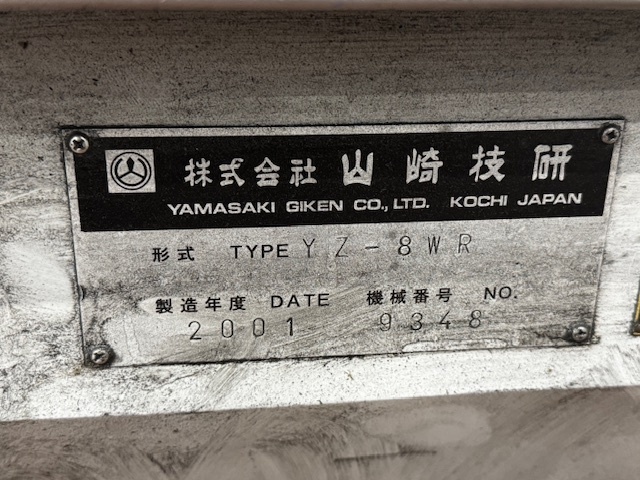 株式会社 山崎技研
YAMASAKI GIKEN CO., LTD. KOCHI JAPAN
形式 TYPE YZ-8WR
製造年度 DATE 機械番号 NO.
2001 9348